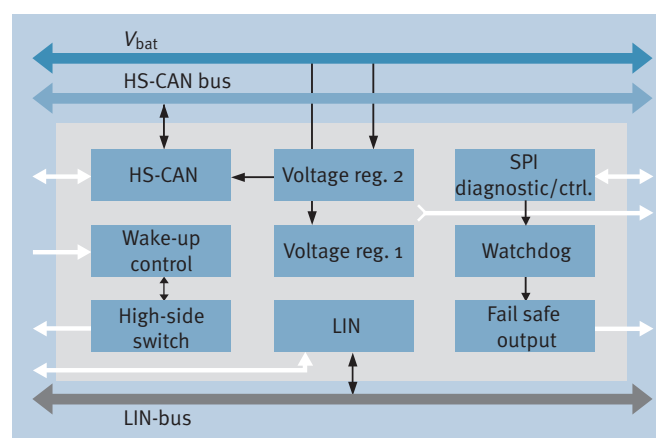 Vbat
HS-CAN bus
HS-CAN
Voltage reg. 2
SPI
diagnostic/ctrl.
Wake-up
control
Voltage reg. 1
Watchdog
High-side
switch
LIN
Fail safe
output
LIN-bus